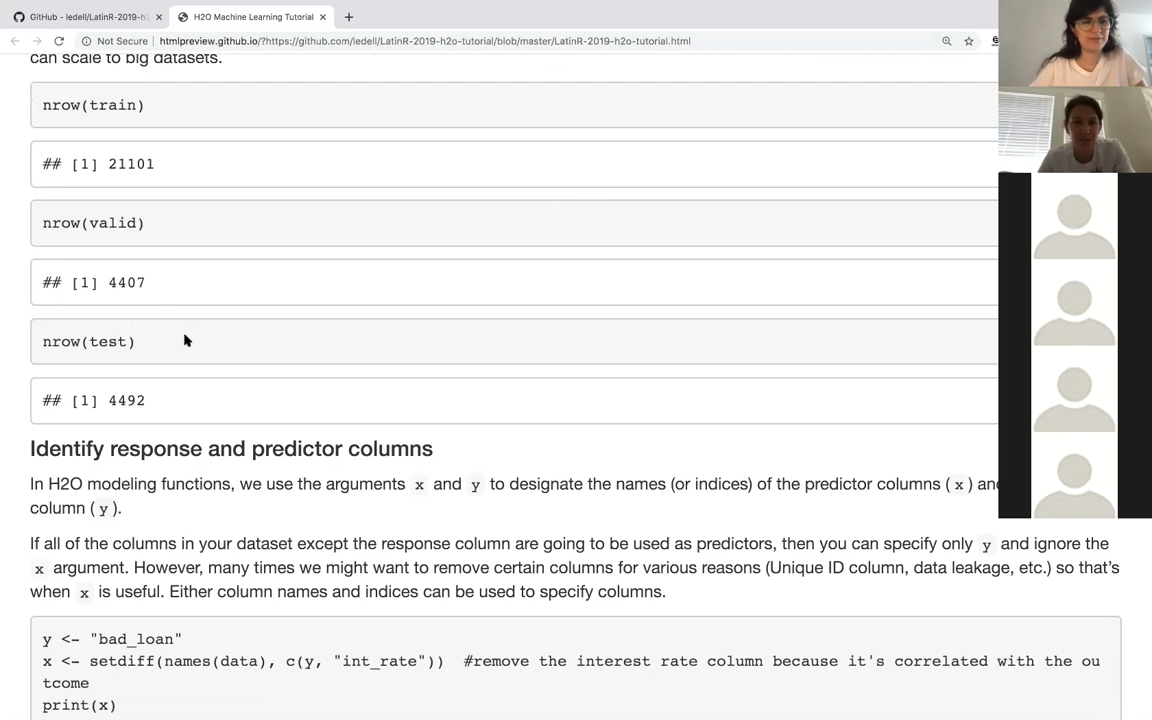 GitHub - ledell/LatinR-2019-h2
H2O Machine Learning Tutorial
Not Secure
htmlpreview.github.io/?https://github.com/ledell/LatinR-2019-h2o-tutorial/blob/master/LatinR-2019-h2o-tutorial.html
can scale to big datasets.
nrow(train)
## [1] 21101
nrow(valid)
## [1] 4407
nrow(test)
## [1] 4492
Identify response and predictor columns
In H2O modeling functions, we use the arguments x and y to designate the names (or indices) of the predictor columns ( x )
column ( y ).
If all of the columns in your dataset except the response column are going to be used as predictors, then you can specify only y and ignore the
x argument. However, many times we might want to remove certain columns for various reasons (Unique ID column, data leakage, etc.) so that's
when x is useful. Either column names and indices can be used to specify columns.
y <- "bad_loan"
x <- setdiff(names(data), c(y, "int_rate")) #remove the interest rate column because it's correlated with the ou
tcome
print(x)